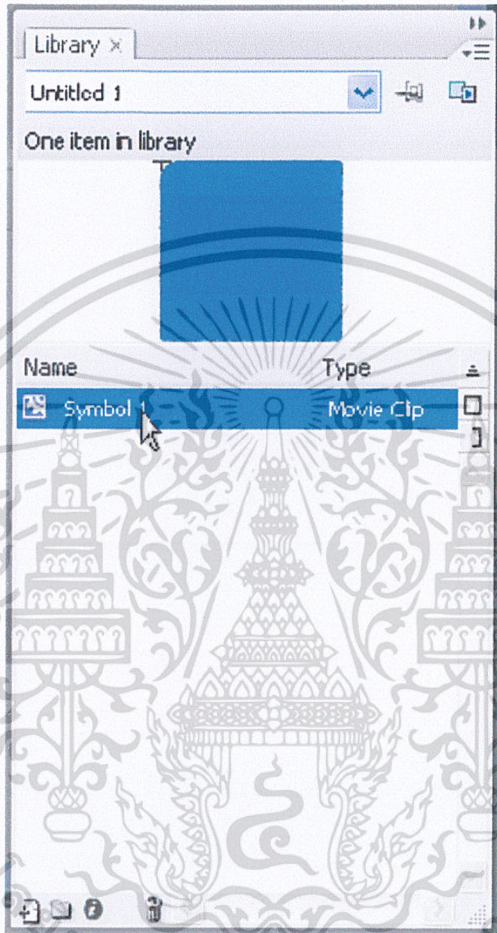 Library
Untitled 1
One item in library
Name Type
Symbol 1 Movie Clip